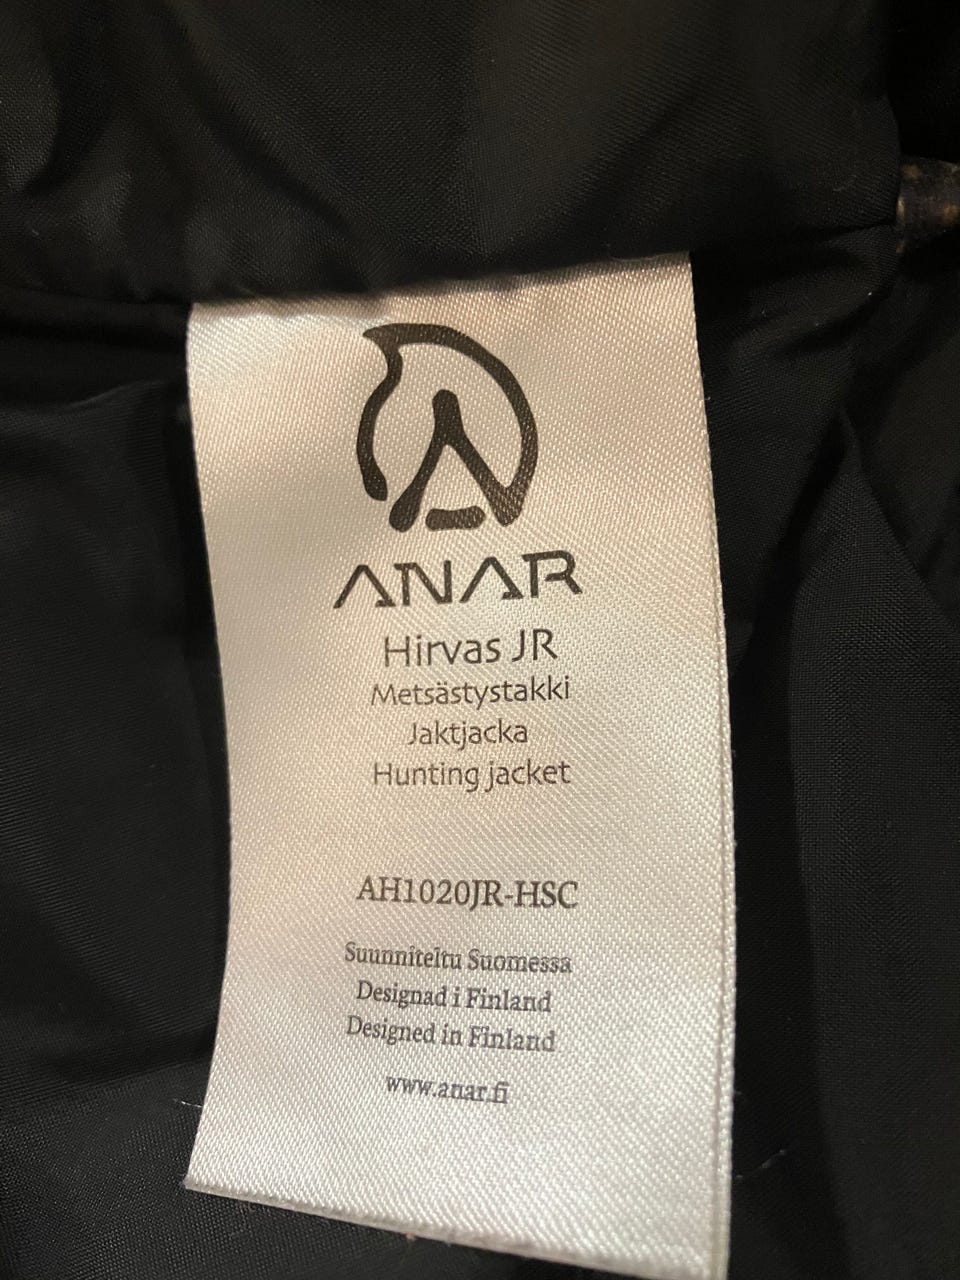 ANAR
Hirvas JR
Metsästystakki
Jaktjacka
Hunting jacket
AH1020JR-HSC
Suunniteltu Suomessa
Designad i Finland
Designed in Finland
www.anar.fi